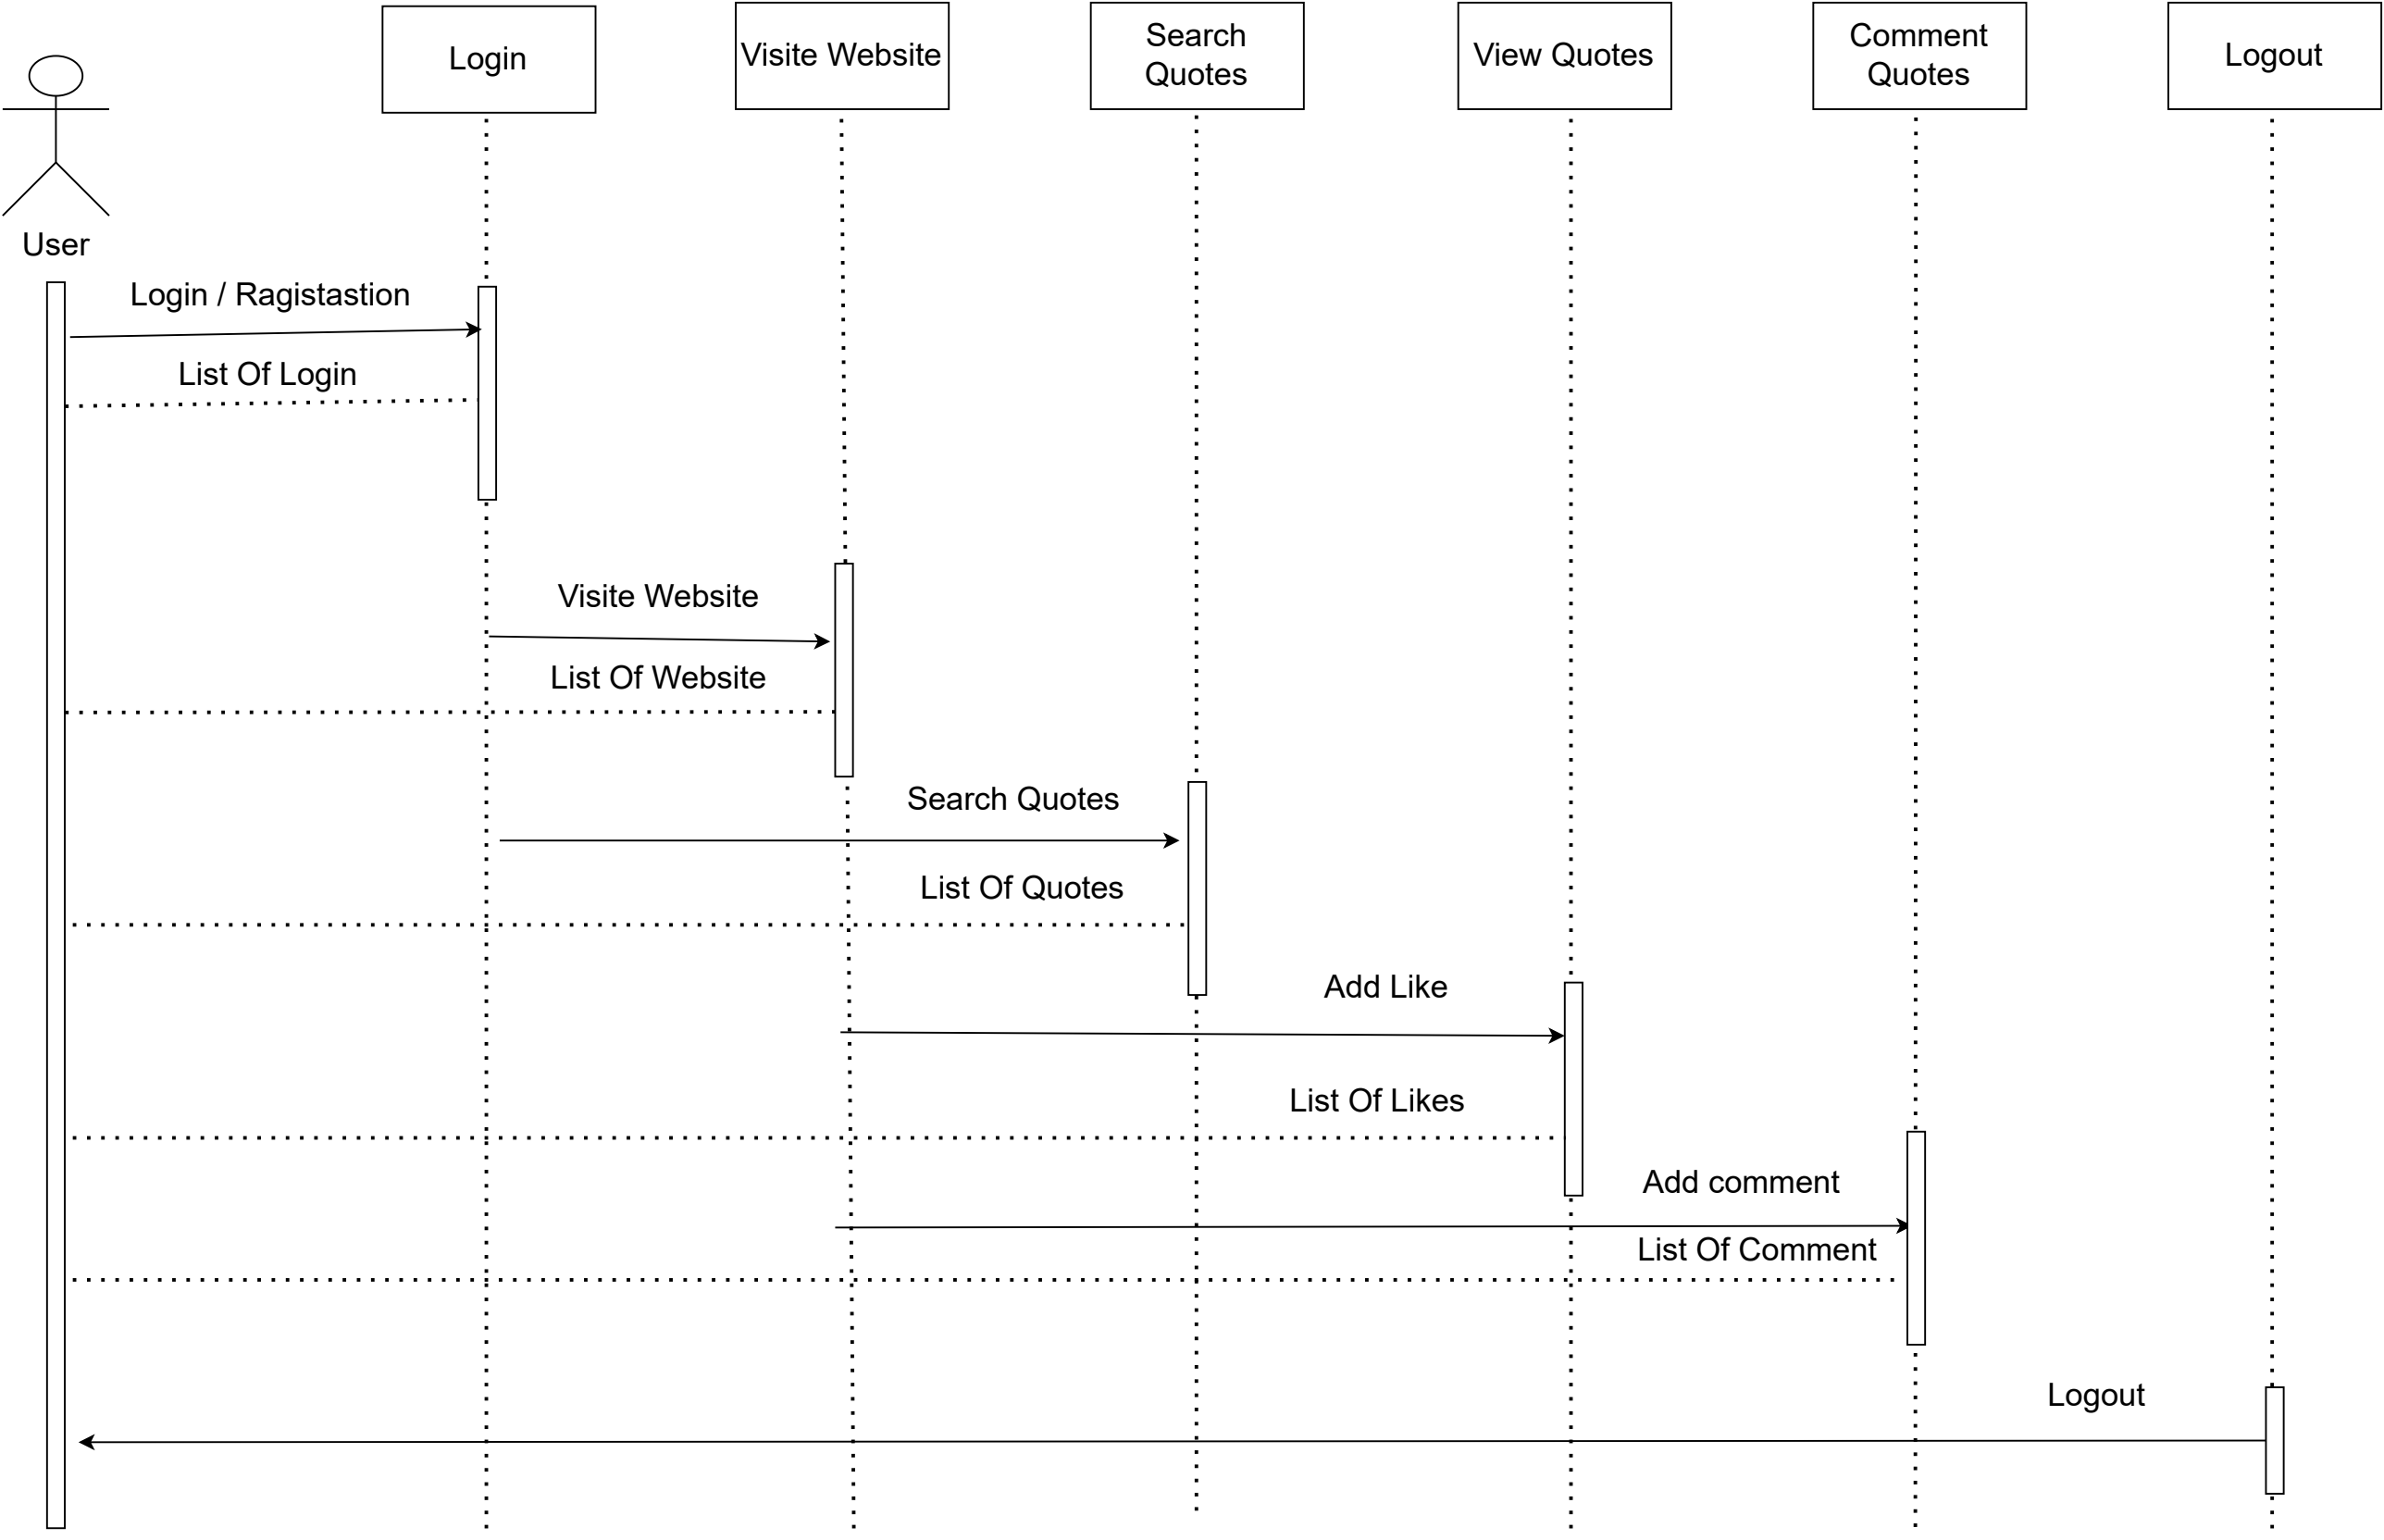 Login
Visite Website
Search
Quotes
View Quotes
Comment
Quotes
Logout
User
Login / Ragistastion
List Of Login
Visite Website
List Of Website
Search Quotes
List Of Quotes
Add Like
List Of Likes
Add comment
List Of Comment
Logout